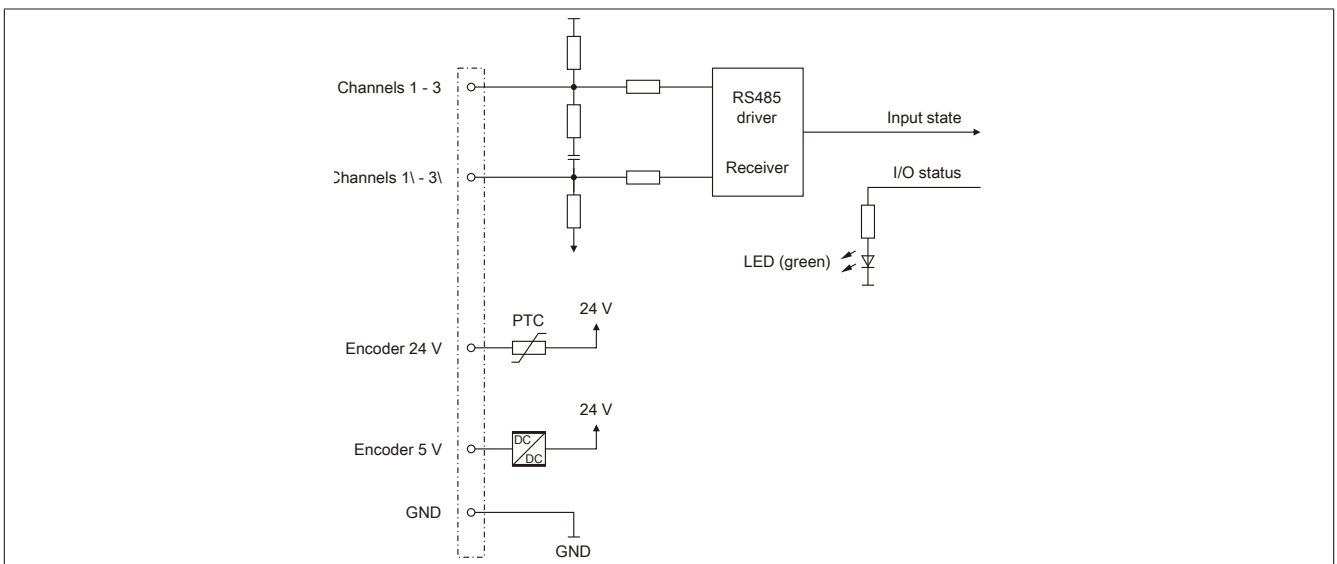 Channels 1 - 3
RS485
driver
Input state
Receiver
hannels 1\ - 3\
I/O status
LED (green)
24 V
PTC
Encoder 24 V
24 V
DC
DC
Encoder 5 V
GND
GND